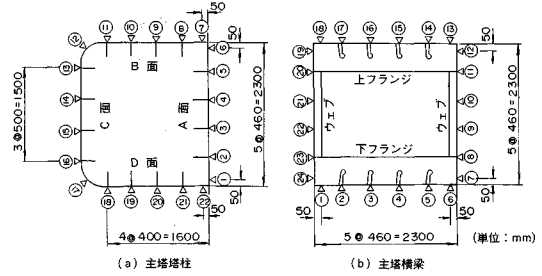 50
⑪ ⑩ ⑨ ⑧ ⑦
⑫
50
⑥
B 面
⑬
⑤
⑭
④
3@500=1500
C 面
A 面
5@460=2300
⑮
③
⑯
②
D 面
⑰
①
⑱ ⑲ ⑳ ㉑ ㉒
50
50
4@400=1600
(a) 主塔塔柱
⑱ ⑰ ⑯ ⑮ ⑭ ⑬
50
⑲
⑫
⑳
上フランジ
⑪
㉑
⑩
ウェブ
ウェブ
5@460=2300
㉒
⑨
㉓
下フランジ
⑧
㉔
⑦
50
50
① ② ③ ④ ⑤ ⑥
50
5@460=2300
(単位:mm)
(b) 主塔横梁